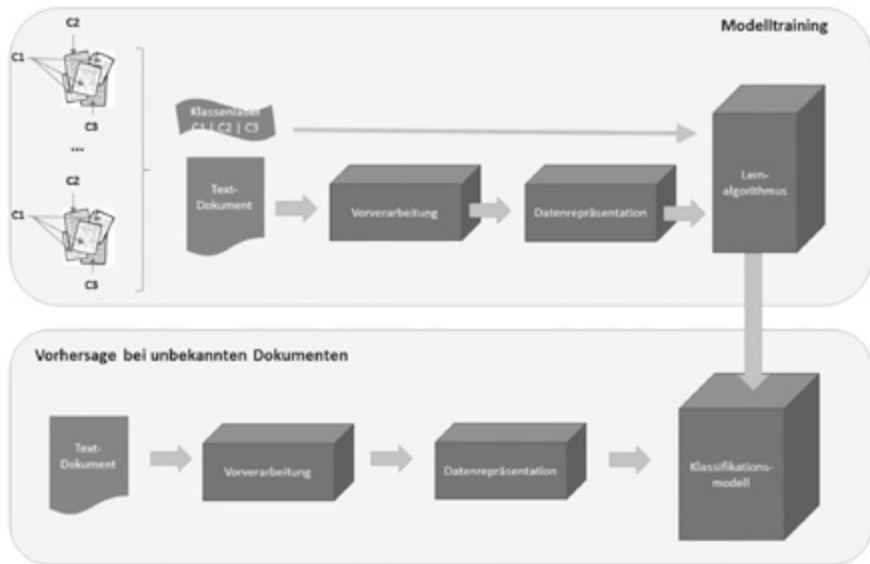 Modelltraining
C2
C1
C3
...
C2
C1
C3
Klassenlabel
C1 | C2 | C3
Text-
Dokument
Vorverarbeitung
Datenrepräsentation
Lern-
algorithmus
Vorhersage bei unbekannten Dokumenten
Text-
Dokument
Vorverarbeitung
Datenrepräsentation
Klassifikations-
modell